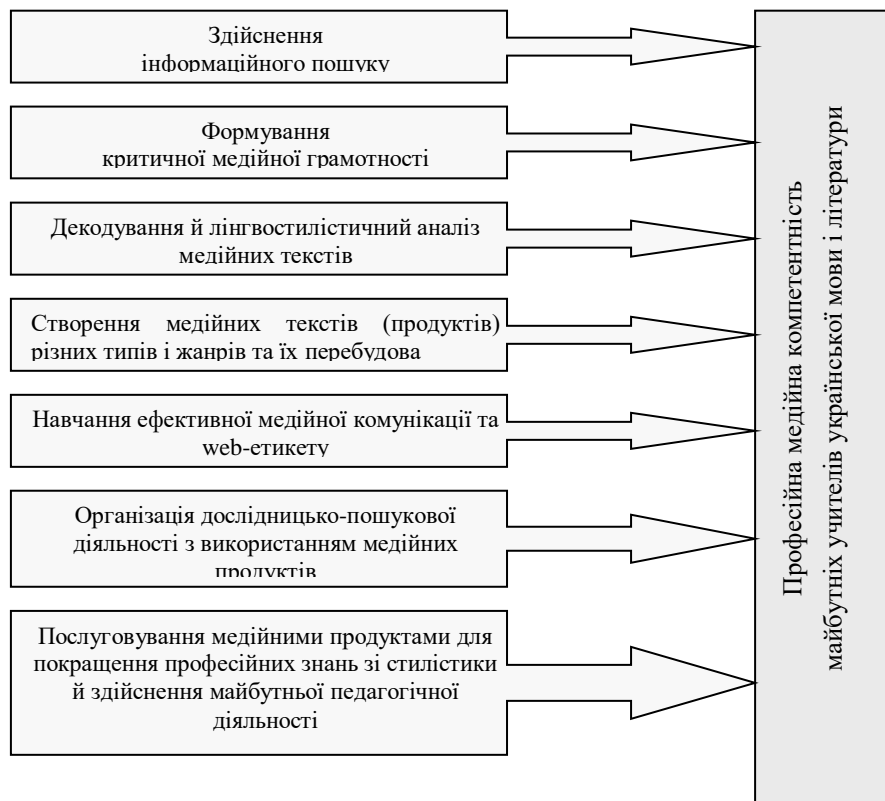 Здійснення
інформаційного пошуку
Формування
критичної медійної грамотності
Декодування й лінгвостилістичний аналіз
медійних текстів
Створення медійних текстів (продуктів)
різних типів і жанрів та їх перебудова
Навчання ефективної медійної комунікації та
web-етикету
Організація дослідницько-пошукової
діяльності з використанням медійних
продуктів
Послуговування медійними продуктами для
покращення професійних знань зі стилістики
й здійснення майбутньої педагогічної
діяльності
Професійна медійна компетентність
майбутніх учителів української мови і літератури